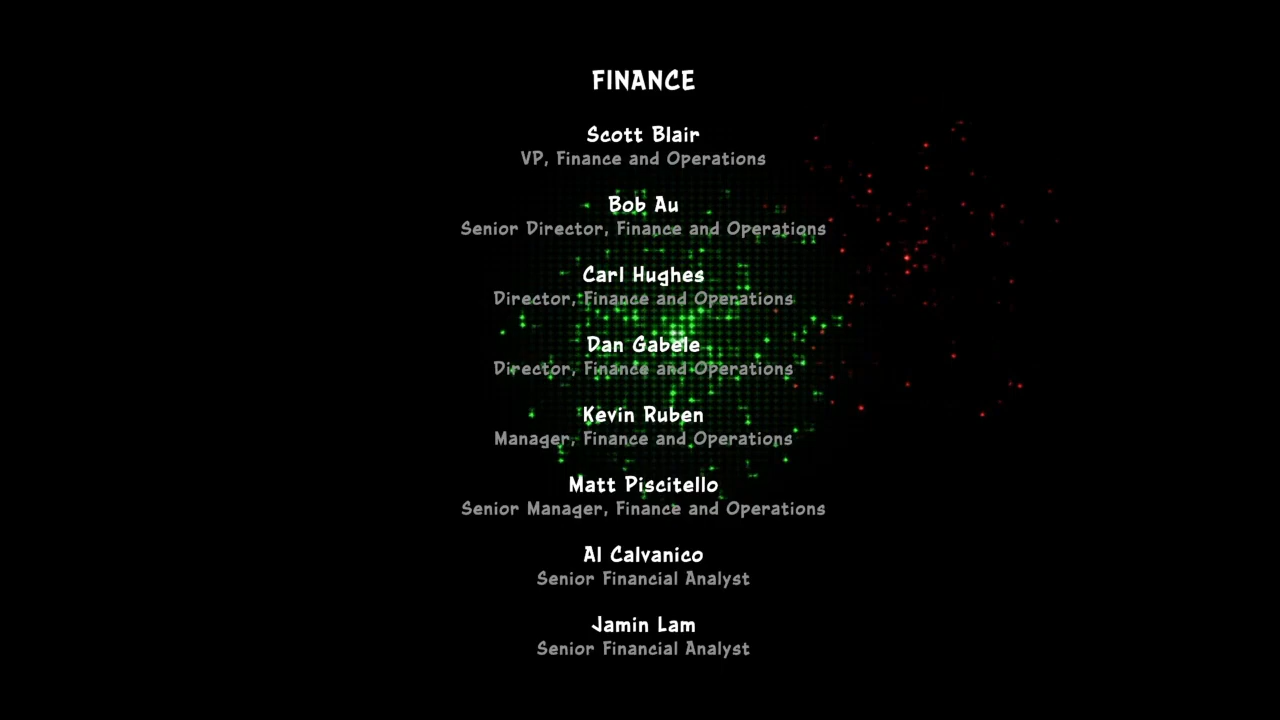 FINANCE
Scott Blair
VP, Finance and Operations
Bob Au
Senior Director, Finance and Operations
Carl Hughes
Director, Finance and Operations
Dan Gabele
Director, Finance and Operations
Kevin Ruben
Manager, Finance and Operations
Matt Piscitello
Senior Manager, Finance and Operations
Al Calvanico
Senior Financial Analyst
Jamin Lam
Senior Financial Analyst